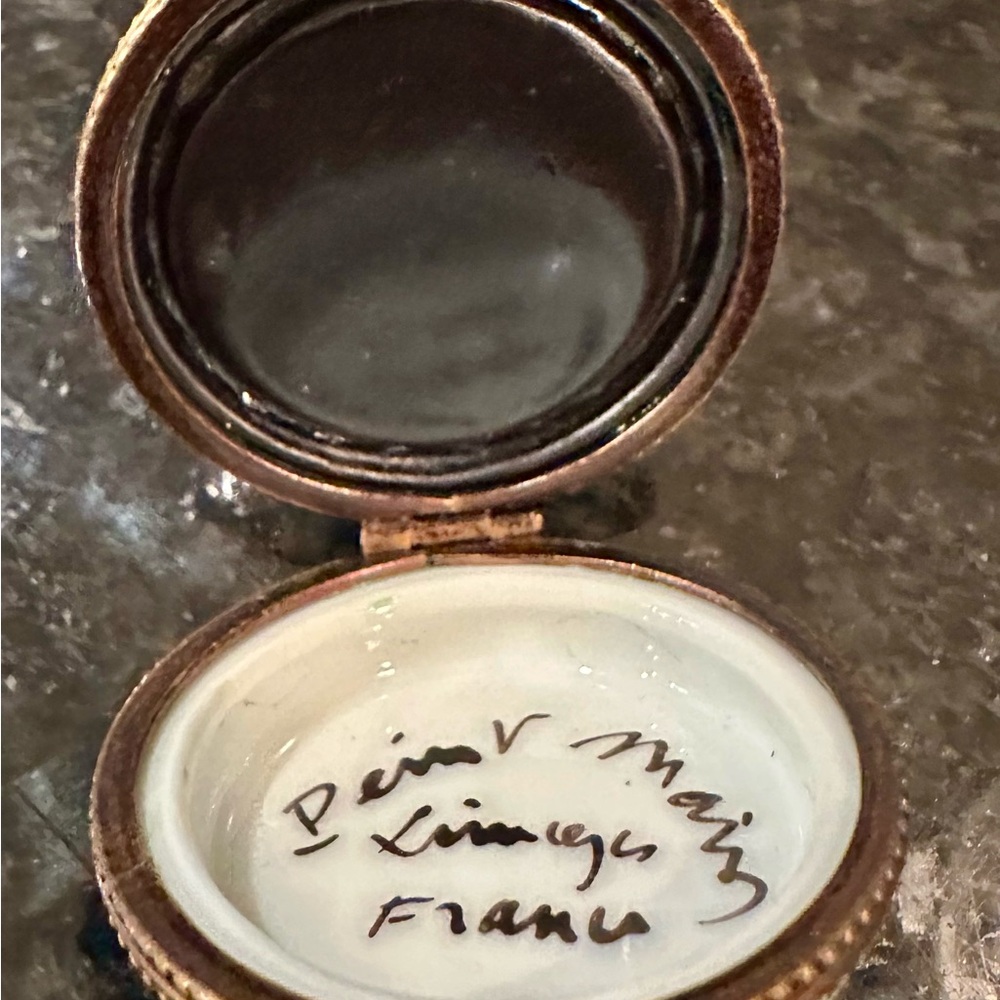 Peint Main
Limoges
France